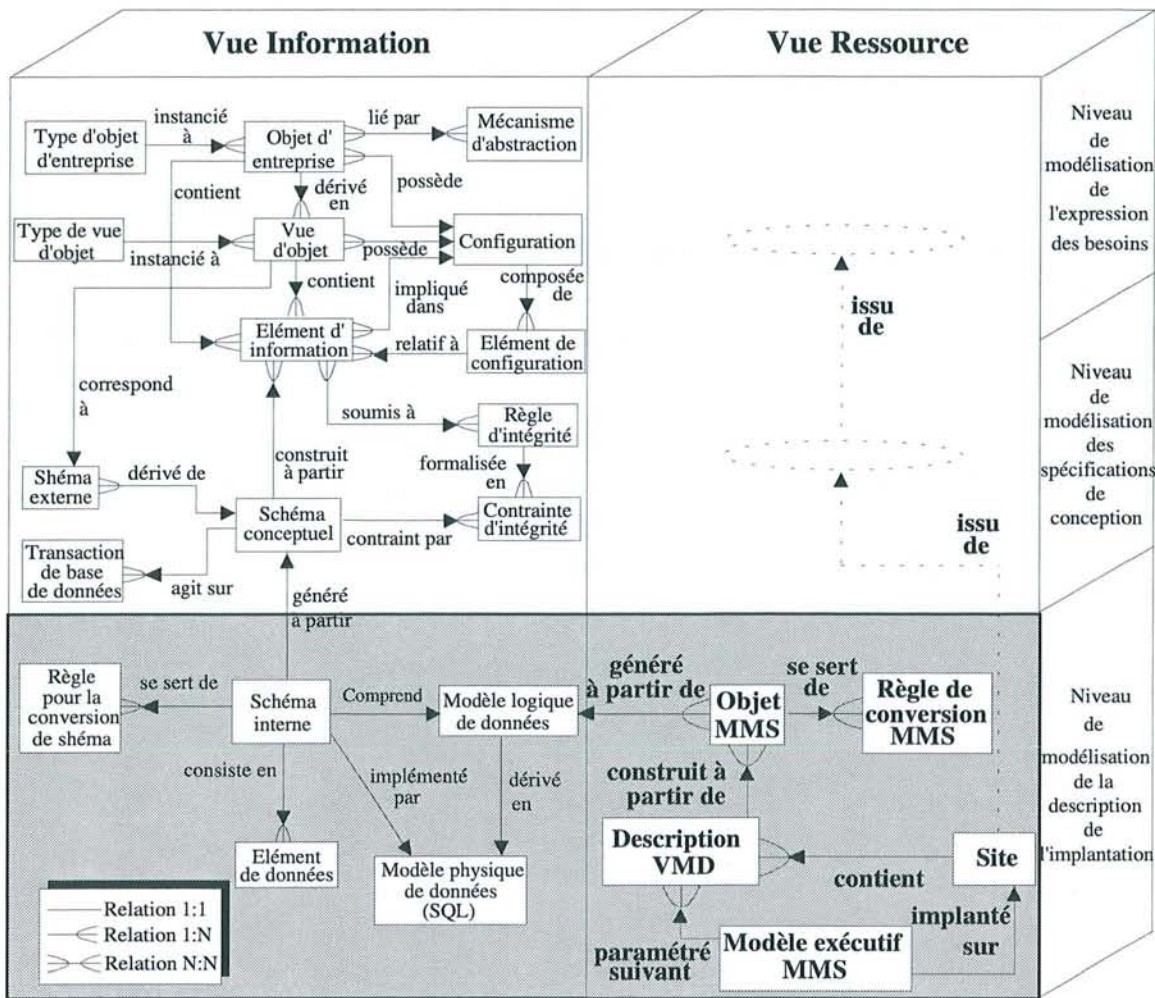 Vue Information
Vue Ressource
Type d'objet
d'entreprise
instancié
à
Objet d'
entreprise
lié par
Mécanisme
d'abstraction
contient
dérivé
en
possède
Type de vue
d'objet
instancié à
Vue
d'objet
possède
Configuration
contient
impliqué
dans
composée
de
Elément d'
information
relatif à
Elément de
configuration
correspond
à
soumis à
Règle
d'intégrité
construit
à partir
formalisée
en
Shéma
externe
dérivé de
Schéma
conceptuel
contraint par
Contrainte
d'intégrité
Transaction
de base
de données
agit sur
généré
à partir
issu
de
issu
de
Niveau
de
modélisation
de
l'expression
des besoins
Niveau
de
modélisation
des
spécifications
de
conception
Règle
pour la
conversion
de shéma
se sert de
Schéma
interne
Comprend
Modèle logique
de données
généré
à partir de
Objet
MMS
se sert
de
Règle de
conversion
MMS
consiste en
implémenté
par
dérivé
en
construit à
partir de
Elément
de données
Modèle physique
de données
(SQL)
Description
VMD
contient
Site
paramétré
suivant
Modèle exécutif
MMS
implanté
sur
Niveau
de
modélisation
de la
description
de
l'implantation
Relation 1:1
Relation 1:N
Relation N:N